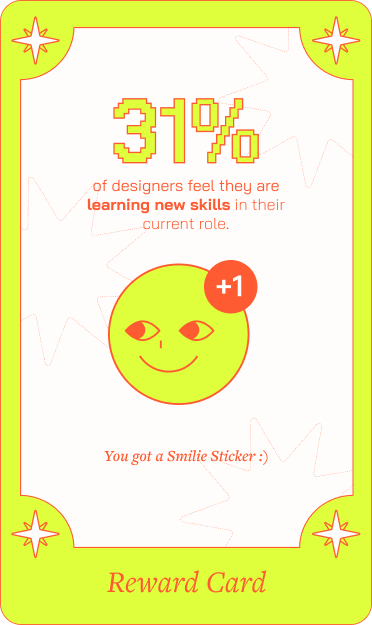 31%
of designers feel they are
learning new skills in their
current role.
+1
You got a Smilie Sticker :)
Reward Card